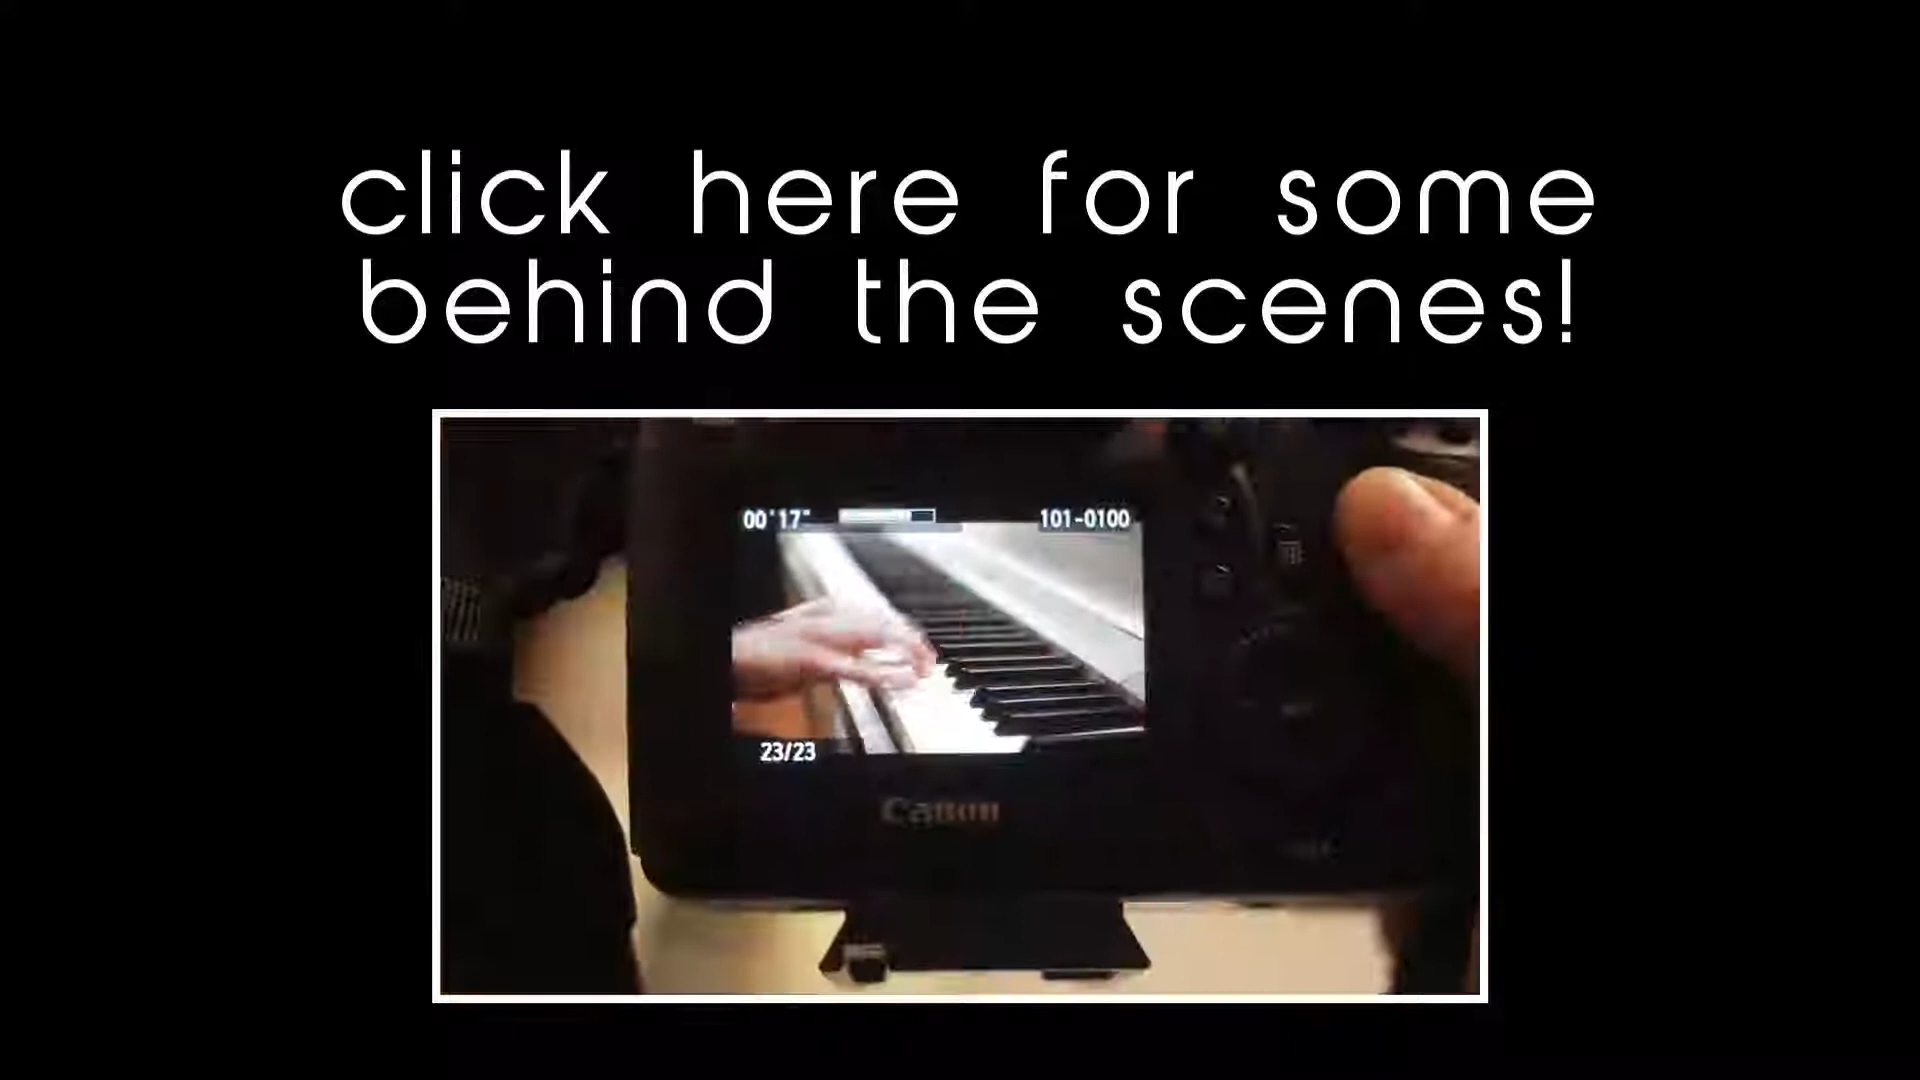 click here for some
behind the scenes!
00'17" 101-0100
23/23
Canon